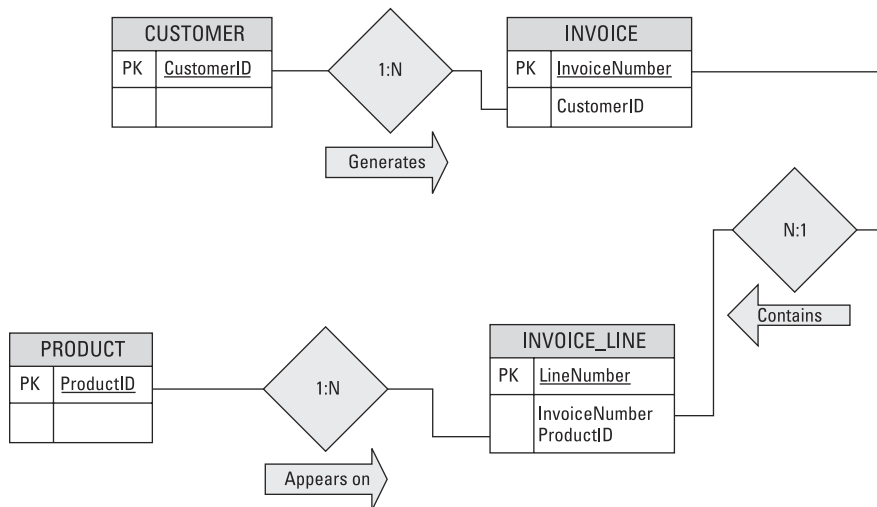 CUSTOMER
PK CustomerID
1:N
Generates
INVOICE
PK InvoiceNumber
CustomerID
N:1
Contains
PRODUCT
PK ProductID
1:N
Appears on
INVOICE_LINE
PK LineNumber
InvoiceNumber
ProductID